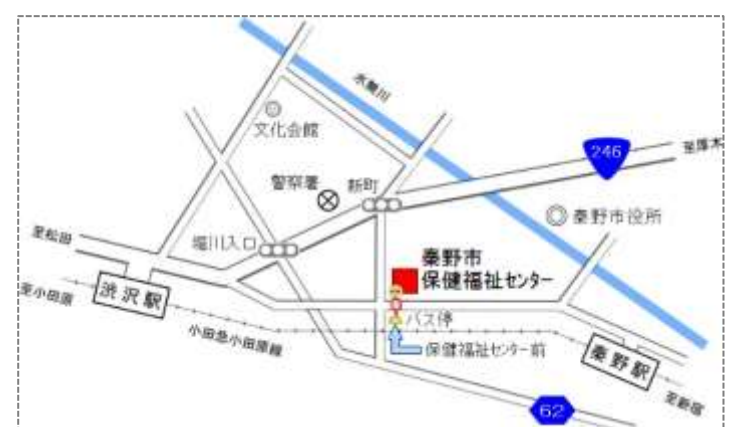 水無川
文化会館
246
至厚木
警察署
新町
秦野市役所
堀川入口
至松田
秦野市
保健福祉センター
渋沢駅
至小田原
小田急小田原線
バス停
保健福祉センター前
秦野駅
至新宿
62